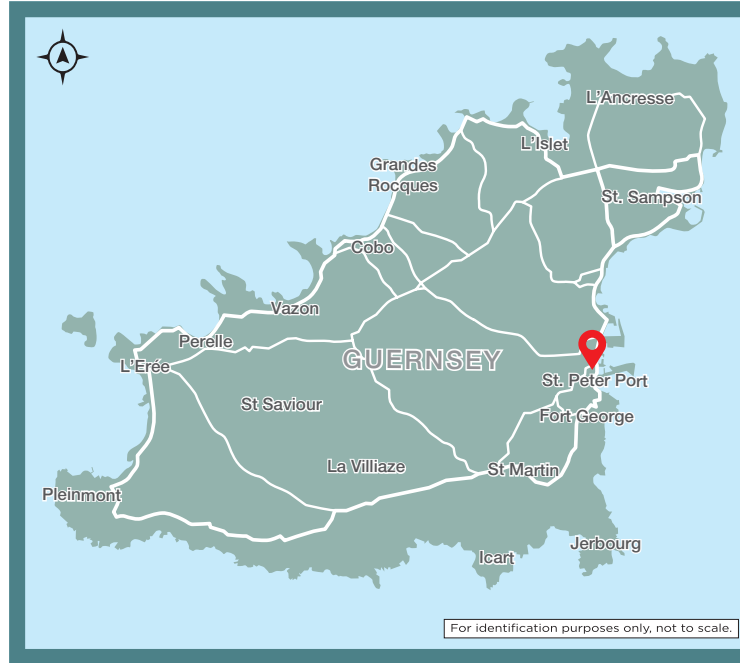 L'Ancresse
L'Islet
Grandes
Rocques
St. Sampson
Cobo
Vazon
Perelle
L'Erée
GUERNSEY
St. Peter Port
St Saviour
Fort George
La Villiaze
St Martin
Pleinmont
Jerbourg
Icart
For identification purposes only, not to scale.